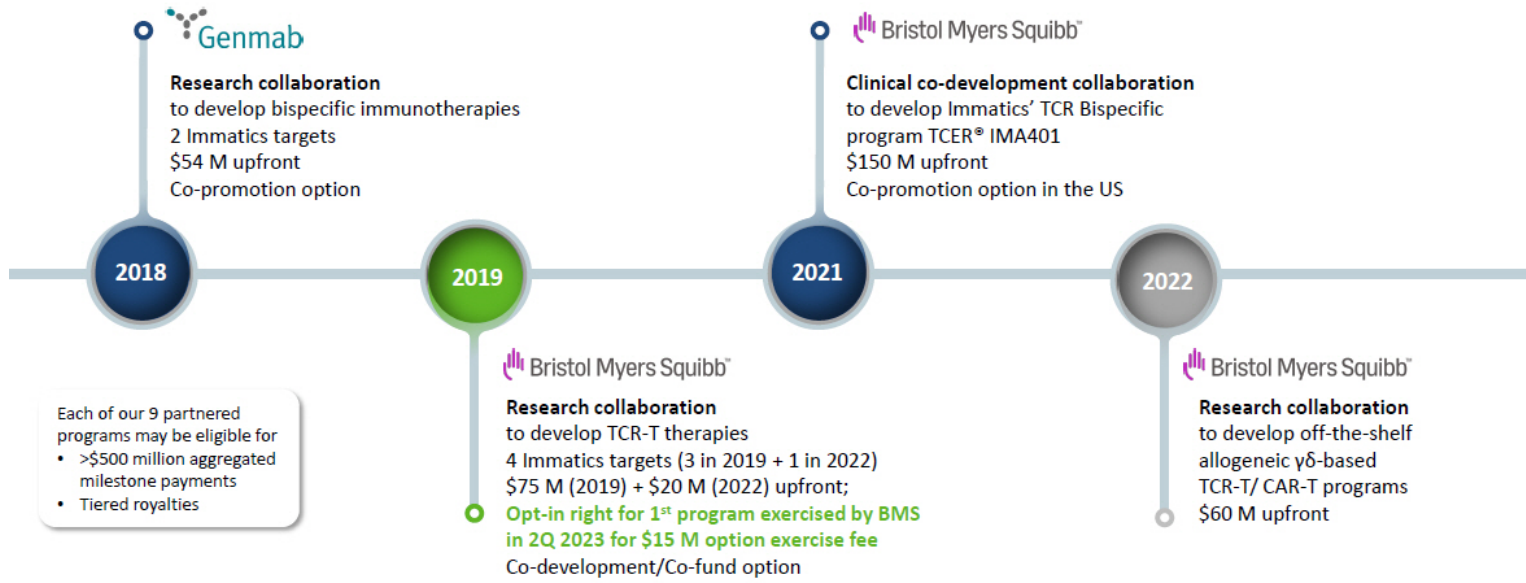 Genmab
Research collaboration
to develop bispecific immunotherapies
2 Immatics targets
$54 M upfront
Co-promotion option
Bristol Myers Squibb™
Clinical co-development collaboration
to develop Immatics’ TCR Bispecific
program TCER® IMA401
$150 M upfront
Co-promotion option in the US
2018
2019
2021
2022
Each of our 9 partnered
programs may be eligible for
• >$500 million aggregated
milestone payments
• Tiered royalties
Bristol Myers Squibb™
Research collaboration
to develop TCR-T therapies
4 Immatics targets (3 in 2019 + 1 in 2022)
$75 M (2019) + $20 M (2022) upfront;
Opt-in right for 1st program exercised by BMS
in 2Q 2023 for $15 M option exercise fee
Co-development/Co-fund option
Bristol Myers Squibb™
Research collaboration
to develop off-the-shelf
allogeneic γδ-based
TCR-T/ CAR-T programs
$60 M upfront